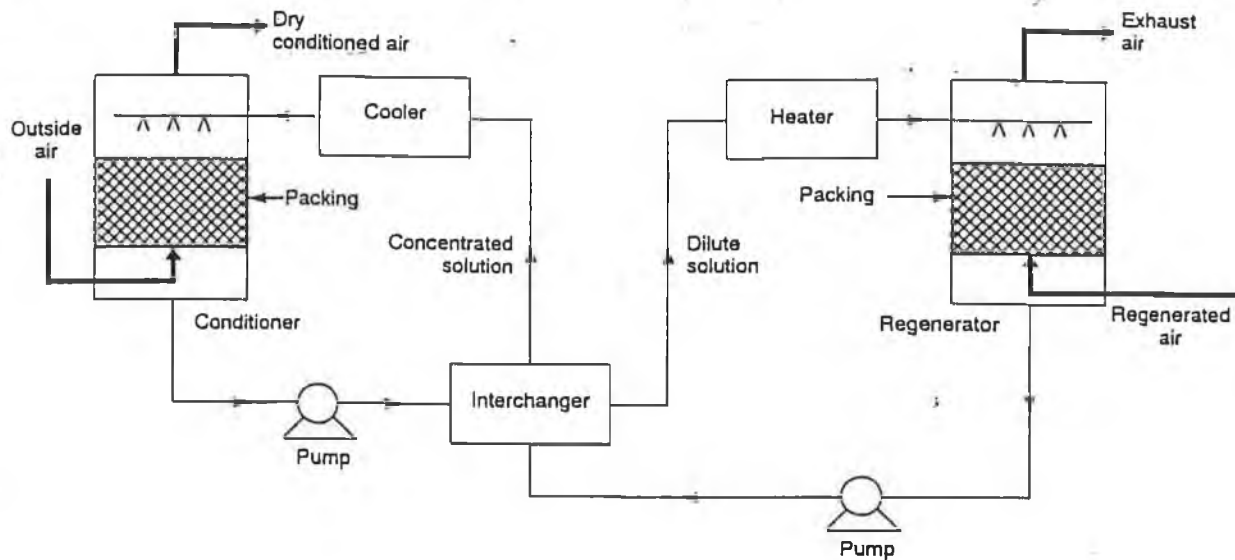 Dry
conditioned air
Exhaust
air
Cooler
Heater
Outside
air
Packing
Packing
Concentrated
solution
Dilute
solution
Conditioner
Regenerator
Regenerated
air
Interchanger
Pump
Pump